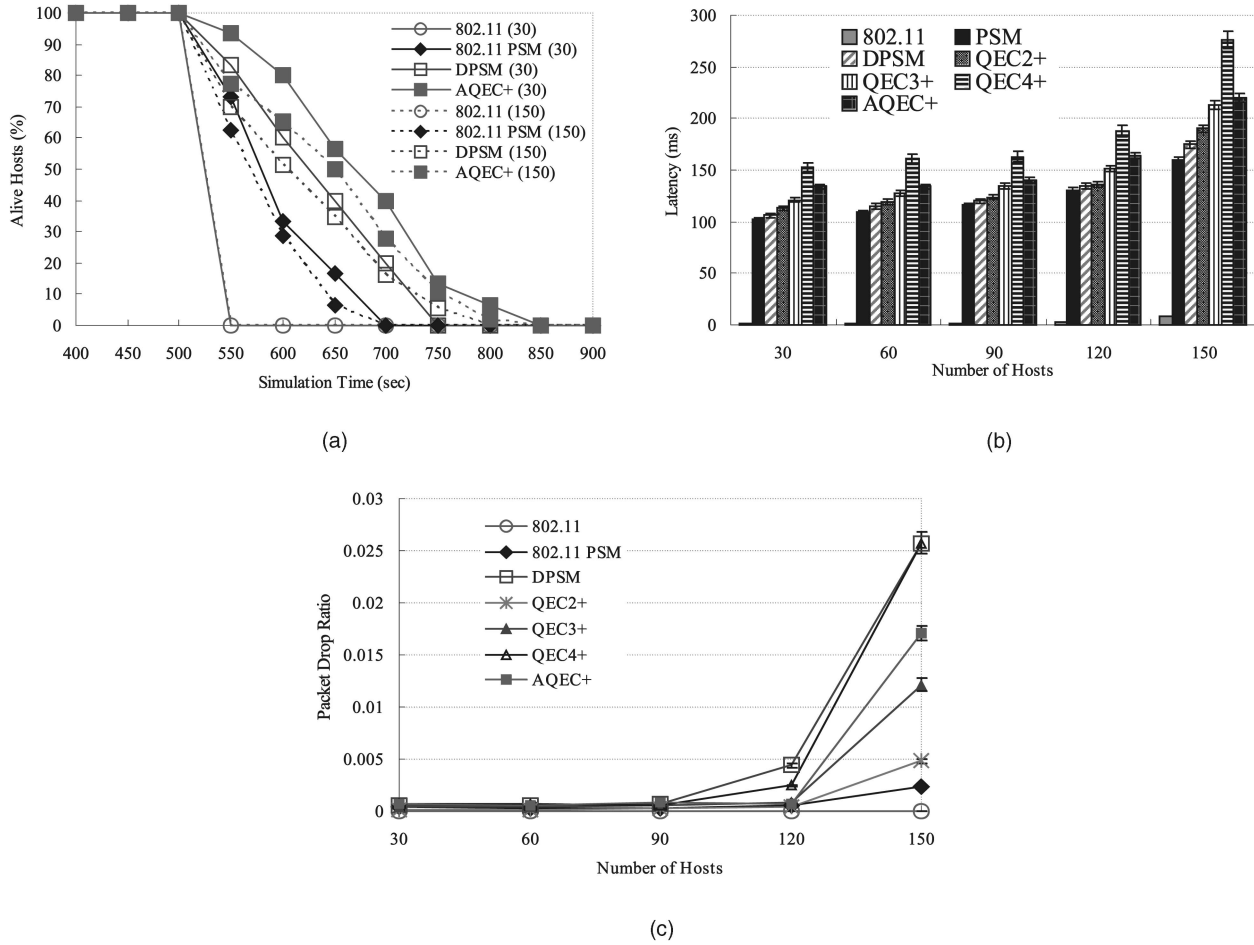 100
90
80
70
60
50
40
30
20
10
0
Alive Hosts (%)
802.11 (30)
802.11 PSM (30)
DPSM (30)
AQEC+ (30)
802.11 (150)
802.11 PSM (150)
DPSM (150)
AQEC+ (150)
400 450 500 550 600 650 700 750 800 850 900
Simulation Time (sec)
(a)
300
250
200
150
100
50
0
Latency (ms)
802.11 PSM
DPSM QEC2+
QEC3+ QEC4+
AQEC+
30 60 90 120 150
Number of Hosts
(b)
0.03
0.025
0.02
0.015
0.01
0.005
0
Packet Drop Ratio
802.11
802.11 PSM
DPSM
QEC2+
QEC3+
QEC4+
AQEC+
30 60 90 120 150
Number of Hosts
(c)